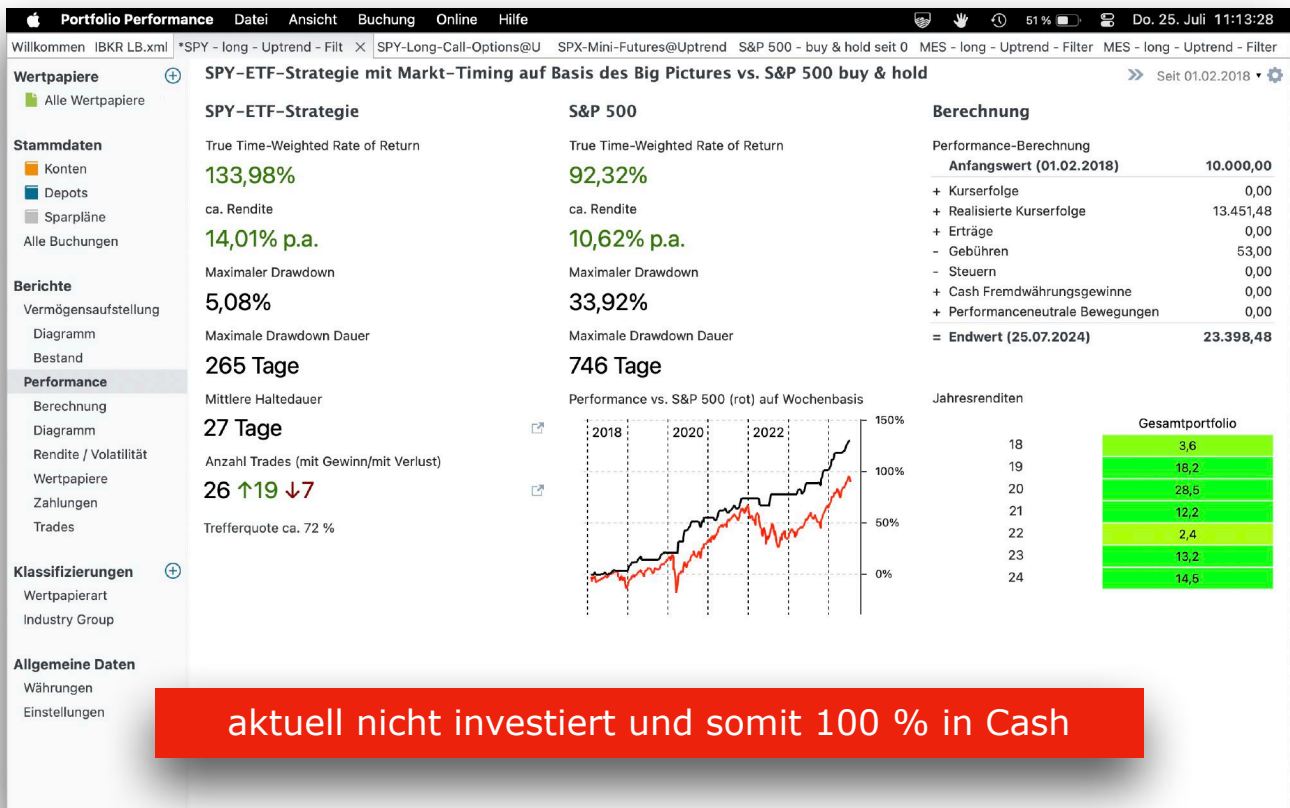 Portfolio Performance Datei Ansicht Buchung Online Hilfe 51 % Do. 25. Juli 11:13:28
Willkommen IBKR LB.xml *SPY - long - Uptrend - Filt SPY-Long-Call-Options@U SPX-Mini-Futures@Uptrend S&P 500 - buy & hold seit 0 MES - long - Uptrend - Filter MES - long - Uptrend - Filter
Wertpapiere
Alle Wertpapiere
Stammdaten
Konten
Depots
Sparpläne
Alle Buchungen
Berichte
Vermögensaufstellung
Diagramm
Bestand
Performance
Berechnung
Diagramm
Rendite / Volatilität
Wertpapiere
Zahlungen
Trades
Klassifizierungen
Wertpapierart
Industry Group
Allgemeine Daten
Währungen
Einstellungen
SPY-ETF-Strategie mit Markt-Timing auf Basis des Big Pictures vs. S&P 500 buy & hold
Seit 01.02.2018
SPY-ETF-Strategie
True Time-Weighted Rate of Return
133,98%
ca. Rendite
14,01% p.a.
Maximaler Drawdown
5,08%
Maximale Drawdown Dauer
265 Tage
Mittlere Haltedauer
27 Tage
Anzahl Trades (mit Gewinn/mit Verlust)
26 ↑19 ↓7
Trefferquote ca. 72 %
S&P 500
True Time-Weighted Rate of Return
92,32%
ca. Rendite
10,62% p.a.
Maximaler Drawdown
33,92%
Maximale Drawdown Dauer
746 Tage
Performance vs. S&P 500 (rot) auf Wochenbasis
2018 2020 2022
150%
100%
50%
0%
Berechnung
Performance-Berechnung
Anfangswert (01.02.2018) 10.000,00
+ Kurserfolge 0,00
+ Realisierte Kurserfolge 13.451,48
+ Erträge 0,00
- Gebühren 53,00
- Steuern 0,00
+ Cash Fremdwährungsgewinne 0,00
+ Performanceneutrale Bewegungen 0,00
= Endwert (25.07.2024) 23.398,48
Jahresrenditen
Gesamtportfolio
18 3,6
19 18,2
20 28,5
21 12,2
22 2,4
23 13,2
24 14,5
aktuell nicht investiert und somit 100 % in Cash